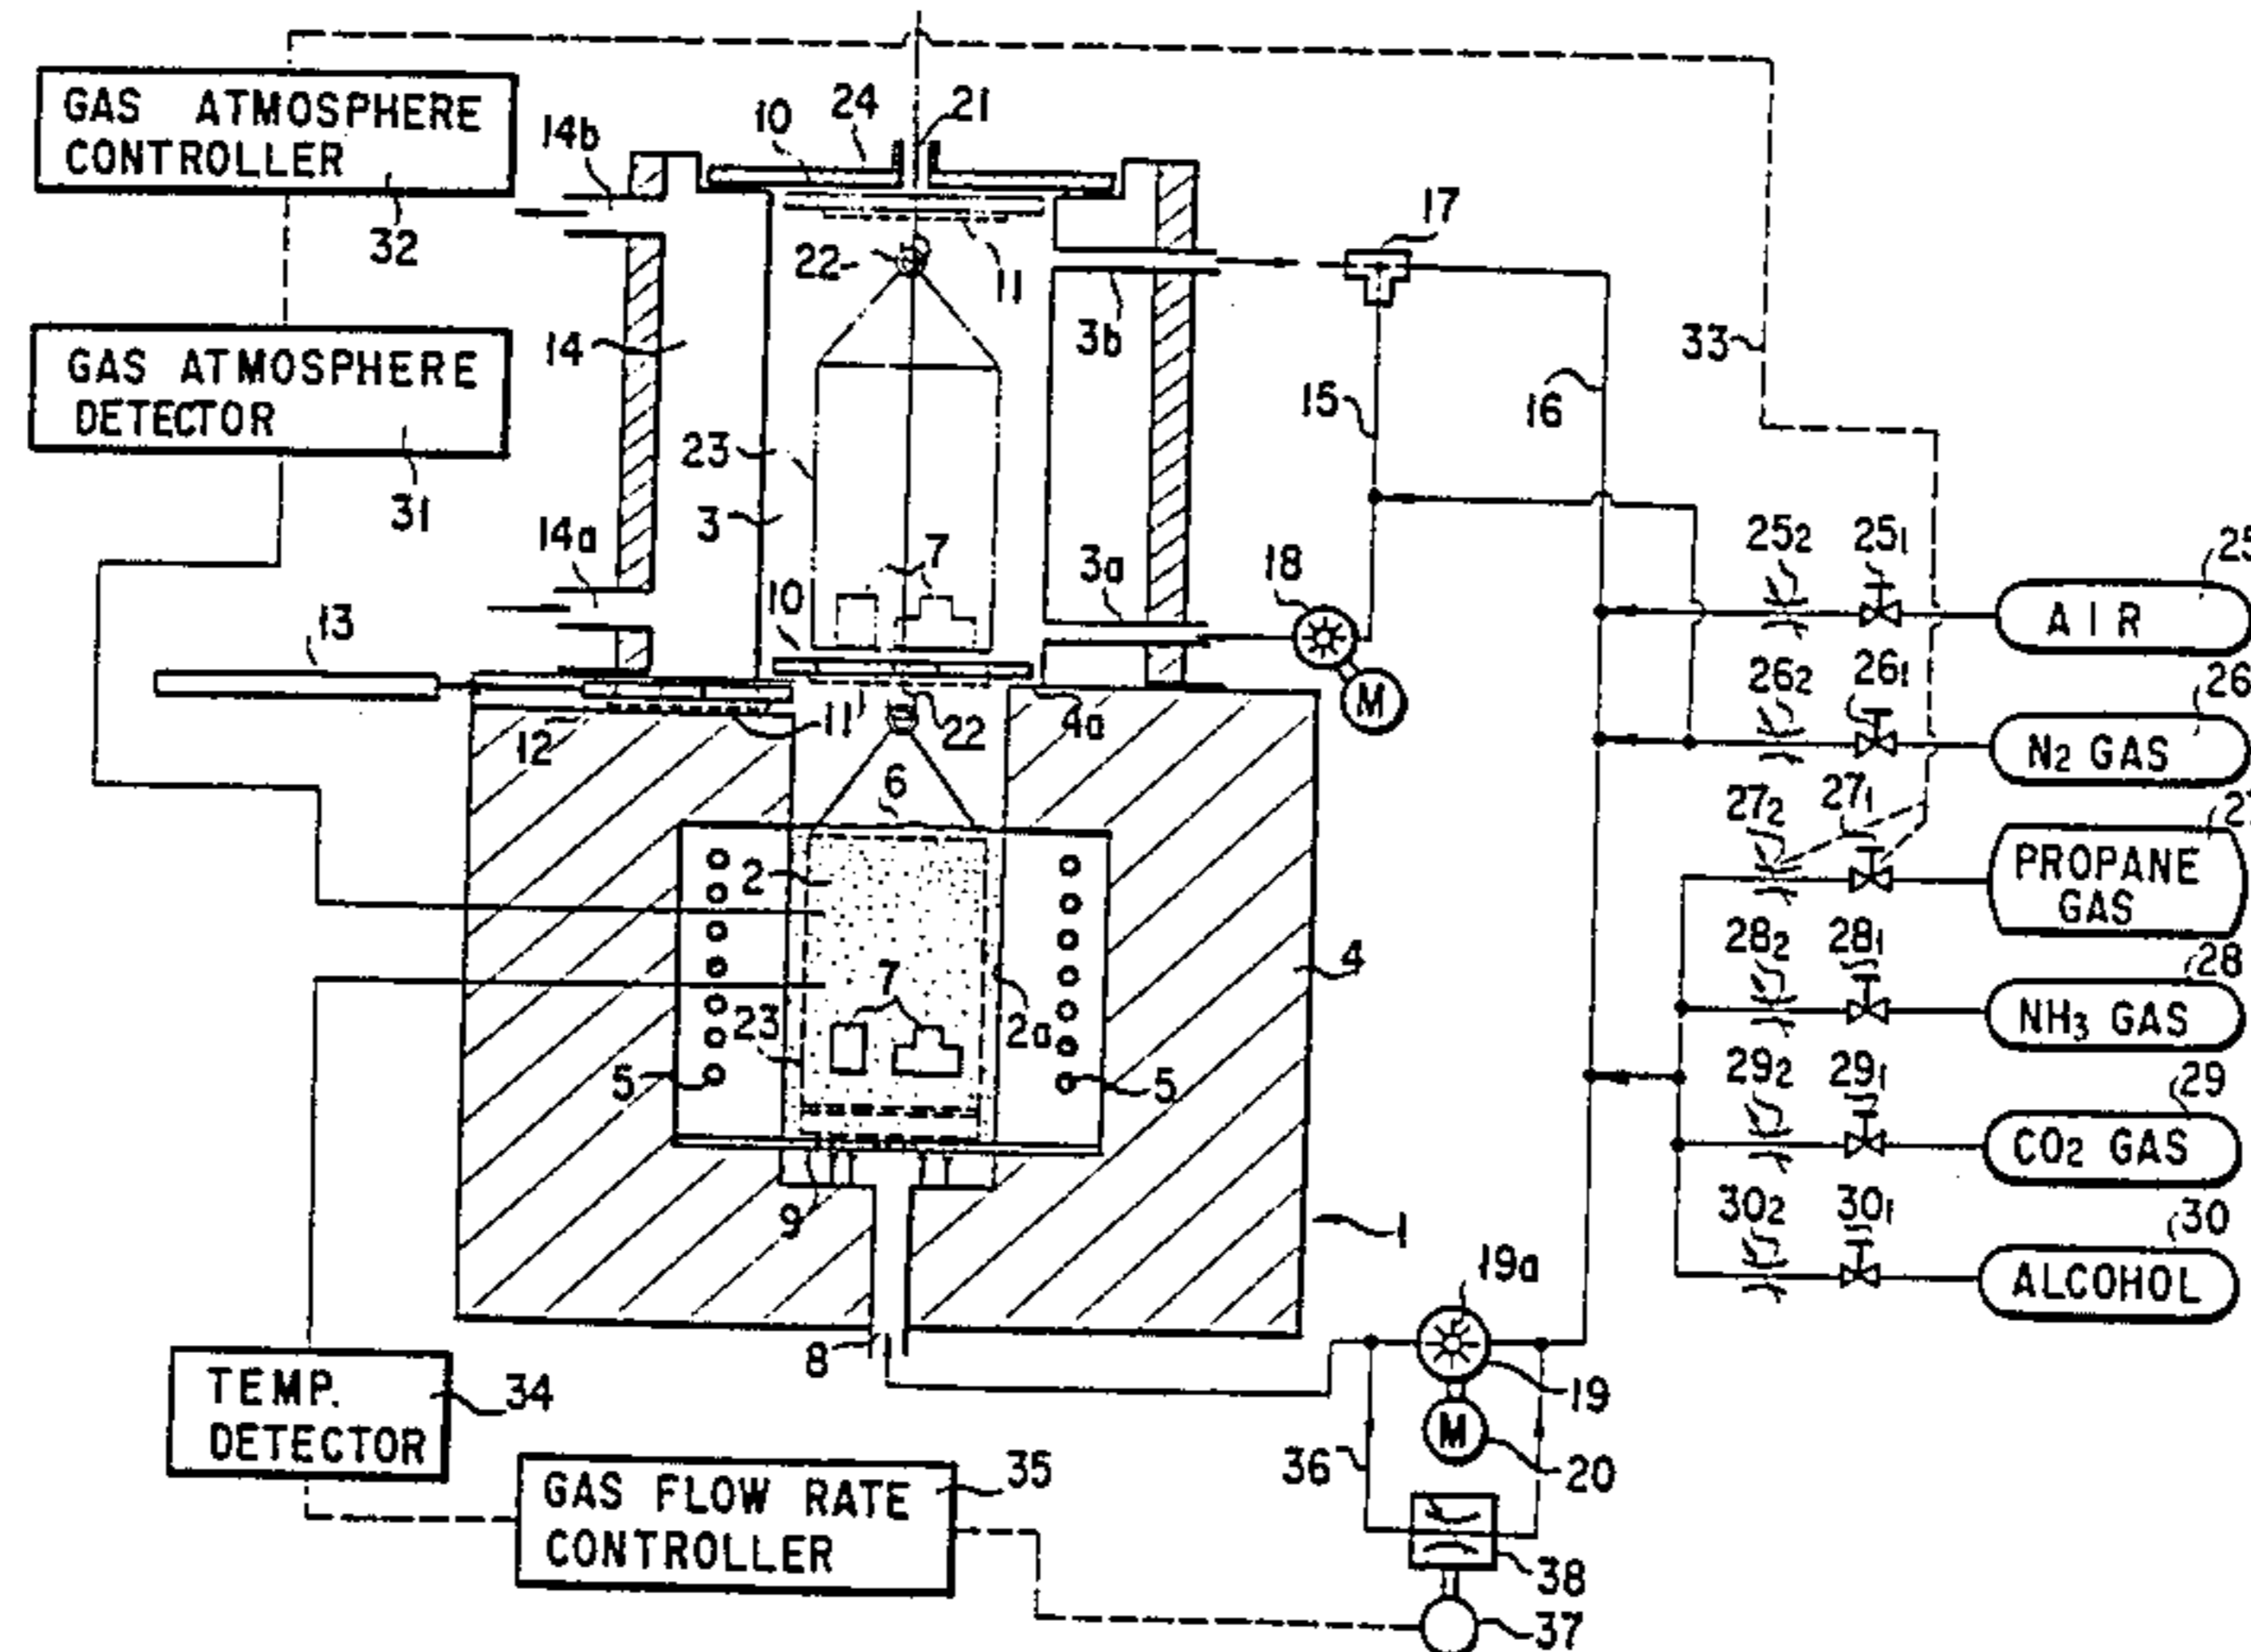 GAS ATMOSPHERE
CONTROLLER
32
14b
10
24
21
17
22
11
3b
GAS ATMOSPHERE
DETECTOR
31
14
23
3
15
16
33
14a
7
10
3a
18
M
13
12
11
22
4a
25₂
25₁
25
AIR
26₂
26₁
26
N₂ GAS
27₂
27₁
PROPANE
GAS
28₂
28₁
28
NH₃ GAS
29₂
29₁
29
CO₂ GAS
30₂
30₁
30
ALCOHOL
6
2
7
4
23
2a
5
5
9
1
8
19a
19
M
20
TEMP.
DETECTOR
34
GAS FLOW RATE
CONTROLLER
35
36
38
37